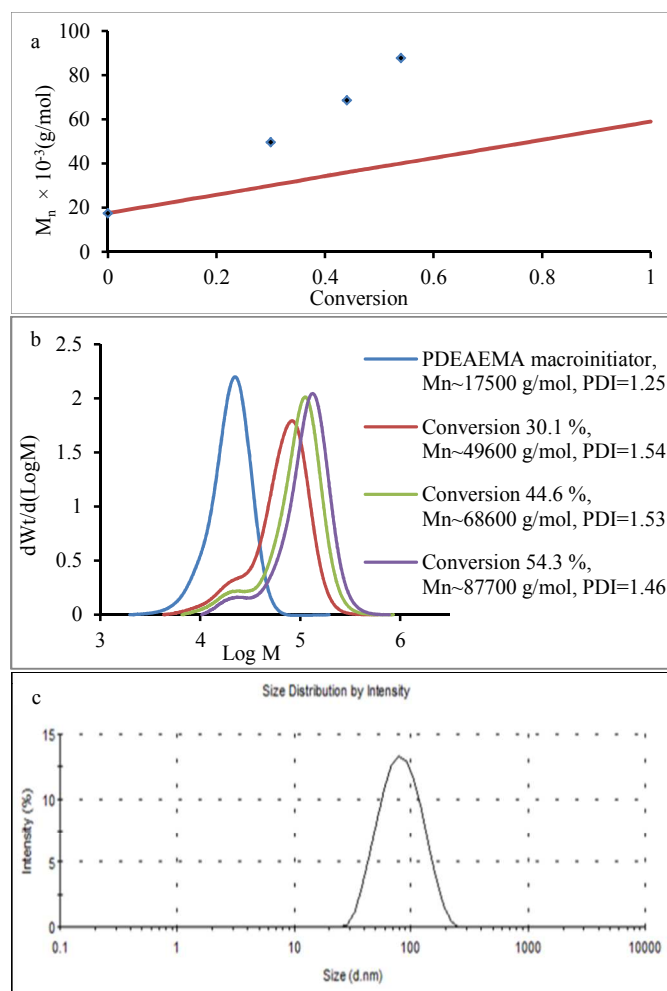 a
100
80
60
40
20
0
Mn × 10-3(g/mol)
0 0.2 0.4 0.6 0.8 1
Conversion
b
2.5
2
1.5
1
0.5
0
dWt/d(LogM)
3 4 5 6
Log M
PDEAEMA macroinitiator,
Mn~17500 g/mol, PDI=1.25
Conversion 30.1 %,
Mn~49600 g/mol, PDI=1.54
Conversion 44.6 %,
Mn~68600 g/mol, PDI=1.53
Conversion 54.3 %,
Mn~87700 g/mol, PDI=1.46
c
Size Distribution by Intensity
15
10
5
0
Intensity (%)
0.1 1 10 100 1000 10000
Size (d.nm)